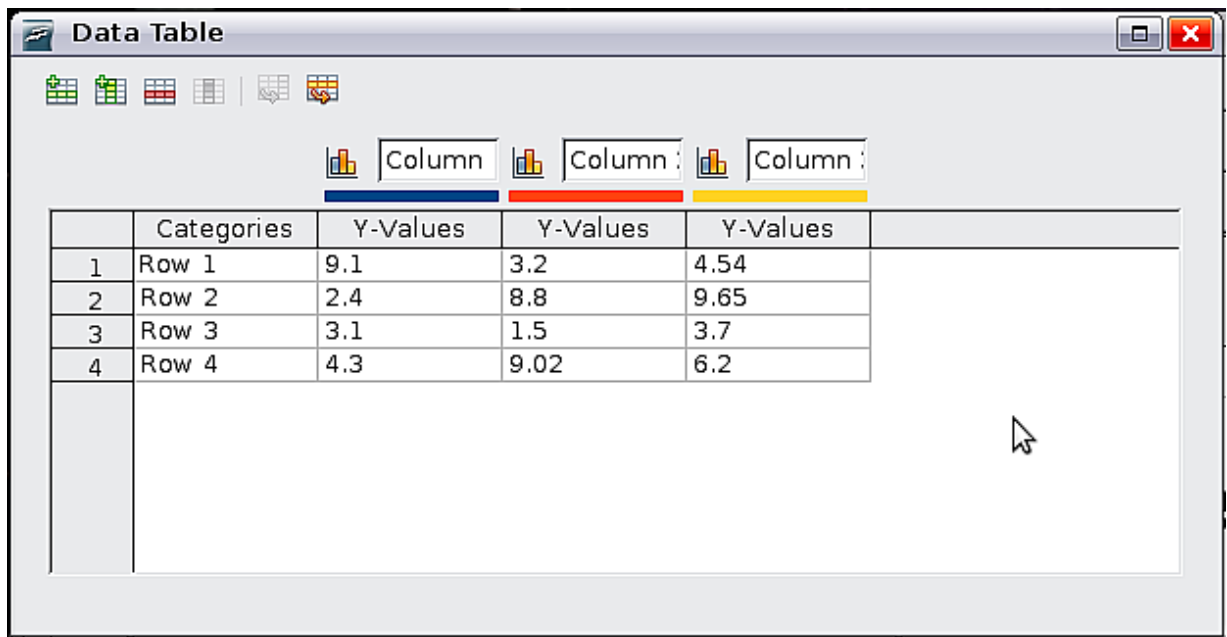 Data Table
Column Column Column
Categories Y-Values Y-Values Y-Values
1 Row 1 9.1 3.2 4.54
2 Row 2 2.4 8.8 9.65
3 Row 3 3.1 1.5 3.7
4 Row 4 4.3 9.02 6.2